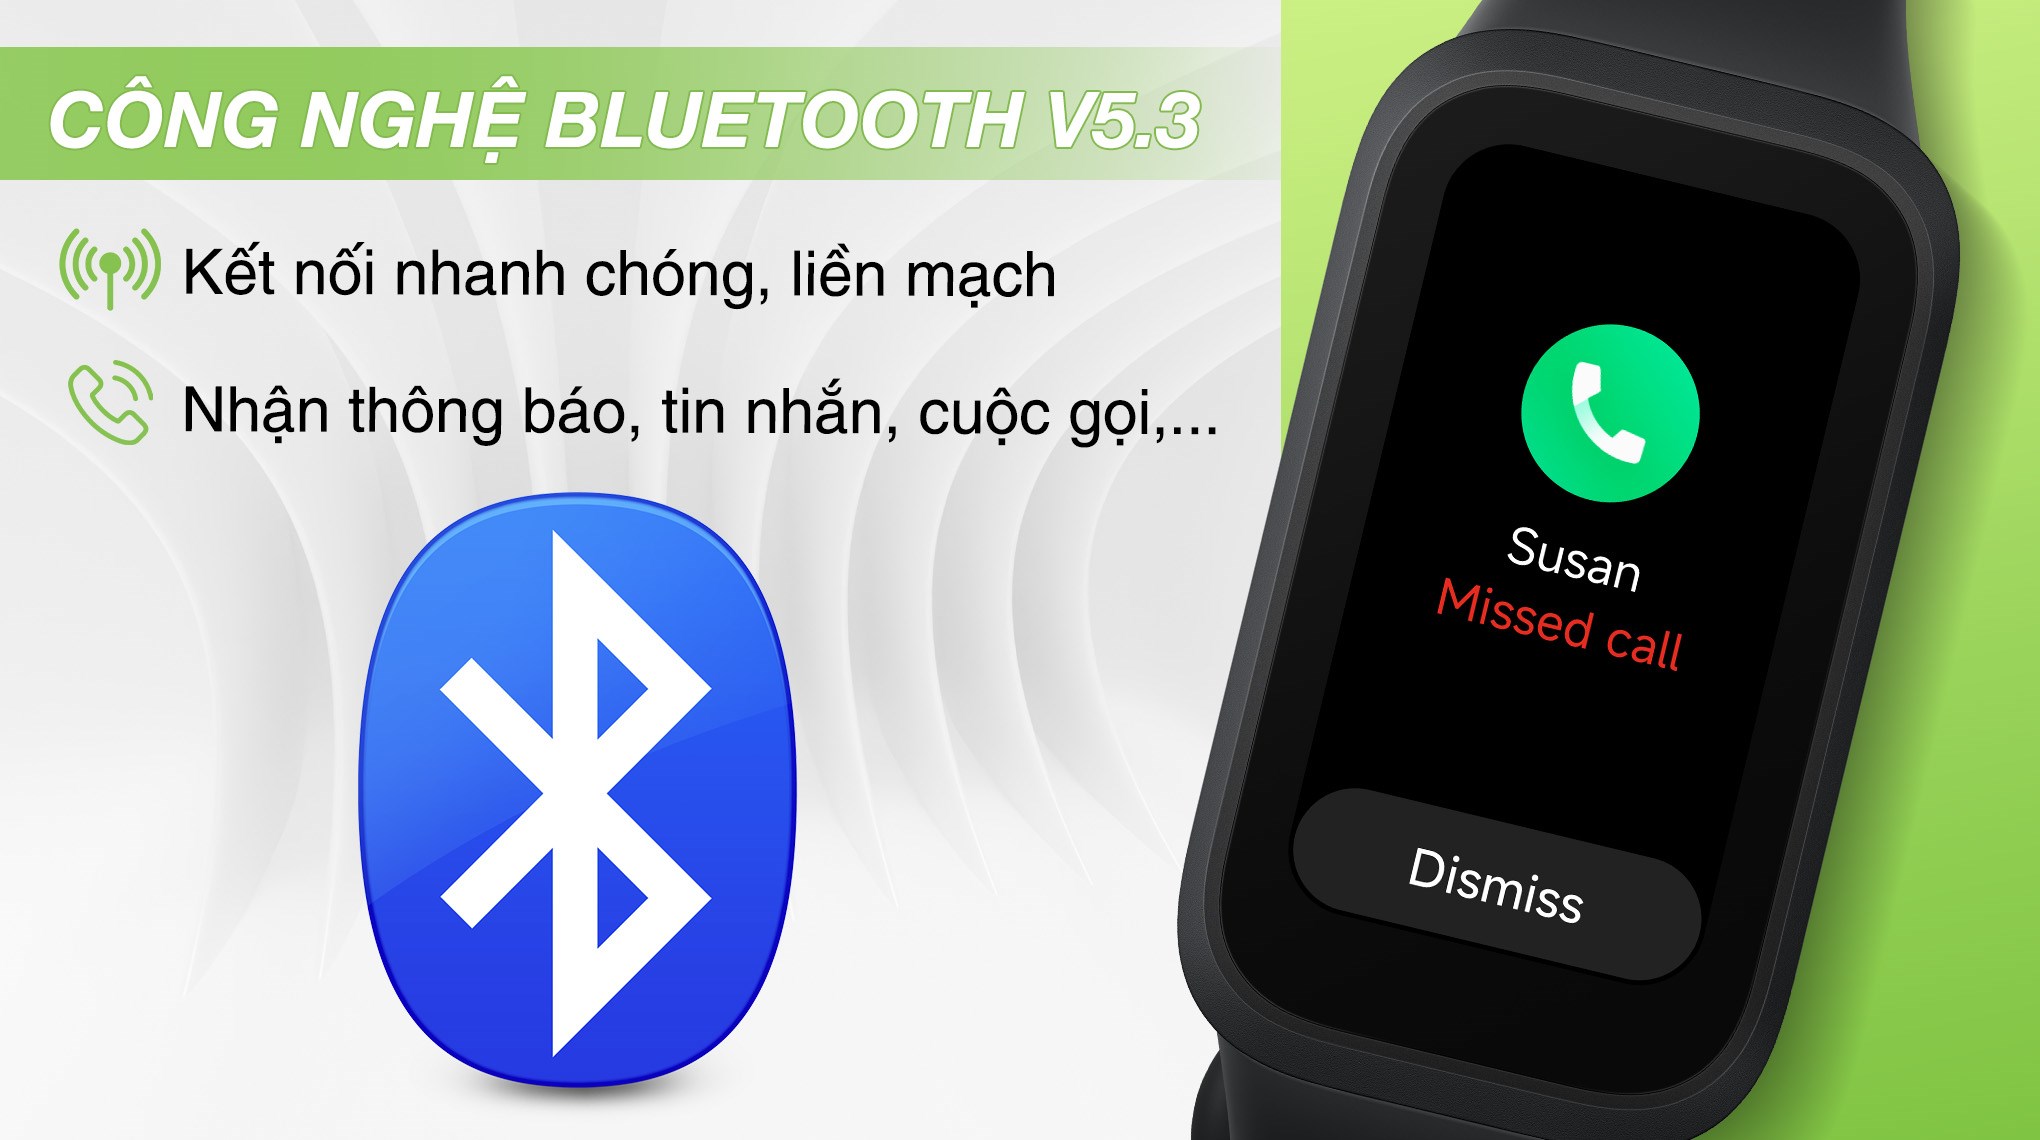 CÔNG NGHỆ BLUETOOTH V5.3
Kết nối nhanh chóng, liền mạch
Nhận thông báo, tin nhắn, cuộc gọi,...
Susan
Missed call
Dismiss